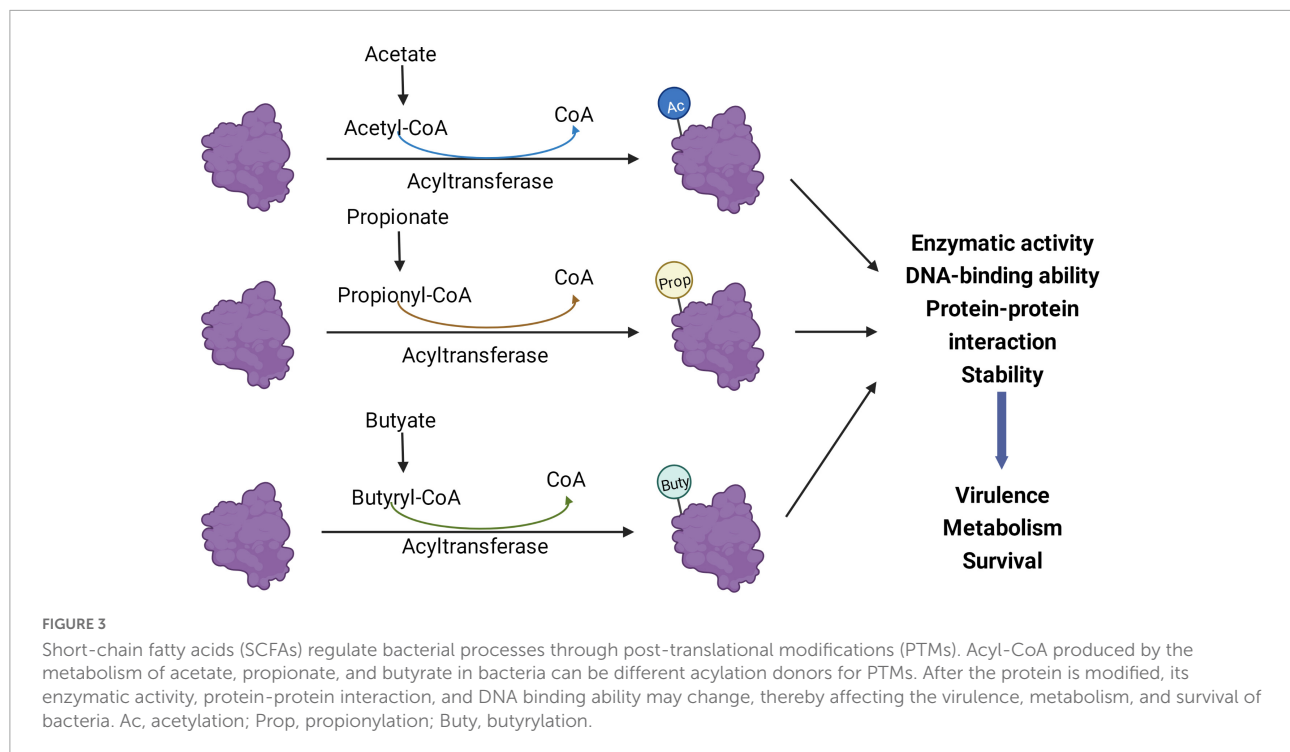 Acetate
Acetyl-CoA
CoA
Acyltransferase
Ac
Propionate
Propionyl-CoA
CoA
Acyltransferase
Prop
Butyate
Butyryl-CoA
CoA
Acyltransferase
Buty
Enzymatic activity
DNA-binding ability
Protein-protein
interaction
Stability
Virulence
Metabolism
Survival
FIGURE 3
Short-chain fatty acids (SCFAs) regulate bacterial processes through post-translational modifications (PTMs). Acyl-CoA produced by the
metabolism of acetate, propionate, and butyrate in bacteria can be different acylation donors for PTMs. After the protein is modified, its
enzymatic activity, protein-protein interaction, and DNA binding ability may change, thereby affecting the virulence, metabolism, and survival of
bacteria. Ac, acetylation; Prop, propionylation; Buty, butyrylation.